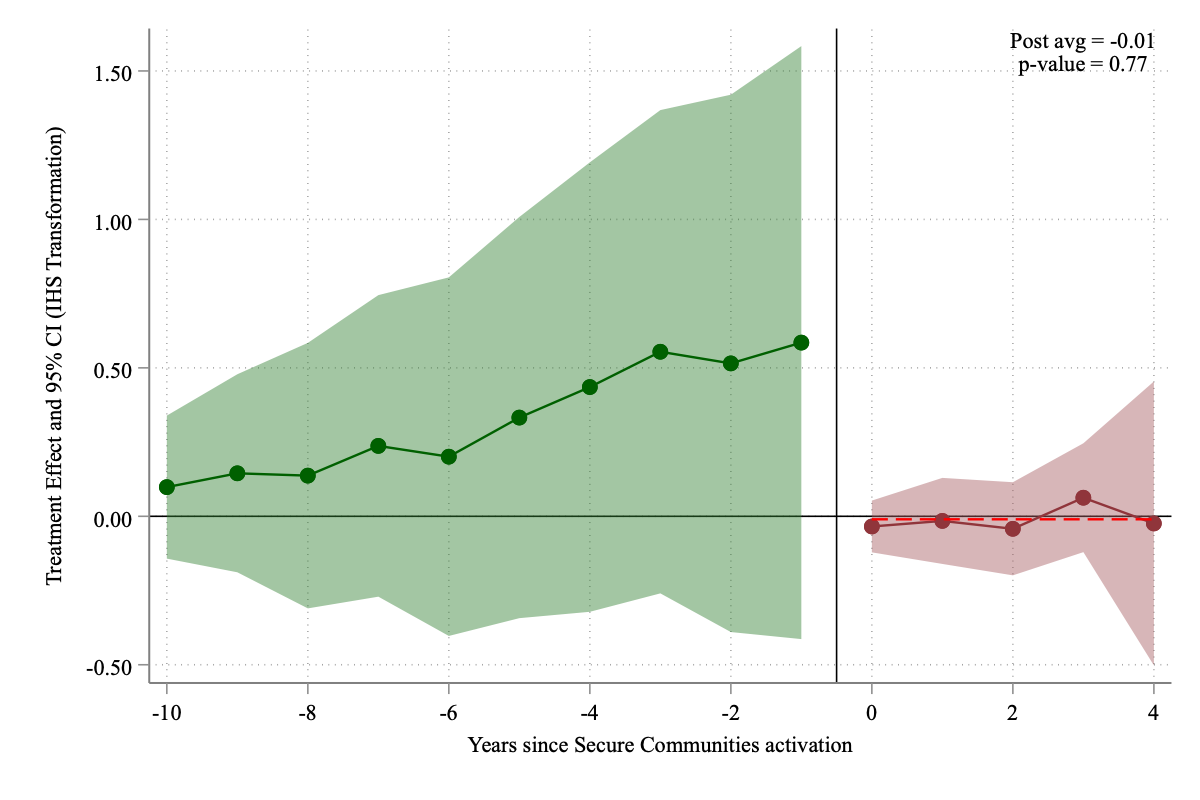 Post avg = -0.01
p-value = 0.77
Treatment Effect and 95% CI (IHS Transformation)
1.50
1.00
0.50
0.00
-0.50
-10 -8 -6 -4 -2 0 2 4
Years since Secure Communities activation